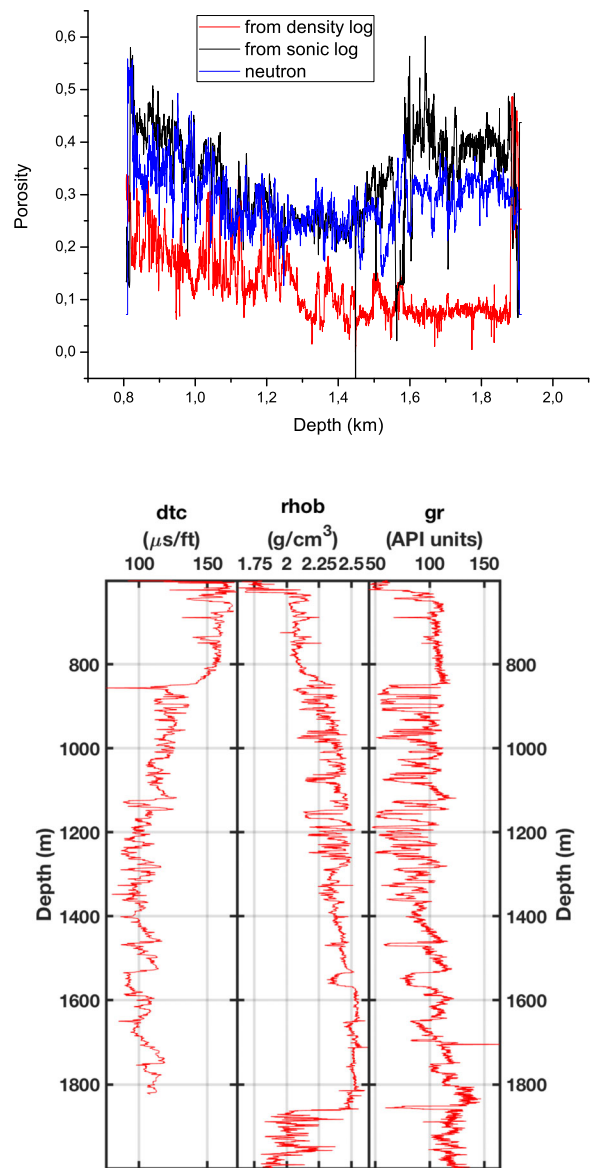 0,6
from density log
from sonic log
neutron
0,5
0,4
0,3
0,2
0,1
0,0
Porosity
0,8 1,0 1,2 1,4 1,6 1,8 2,0
Depth (km)
dtc rhob gr
(μs/ft) (g/cm³) (API units)
100 150 1.75 2 2.25 2.5 50 100 150
800 800
1000 1000
1200 1200
1400 1400
1600 1600
1800 1800
Depth (m) Depth (m)